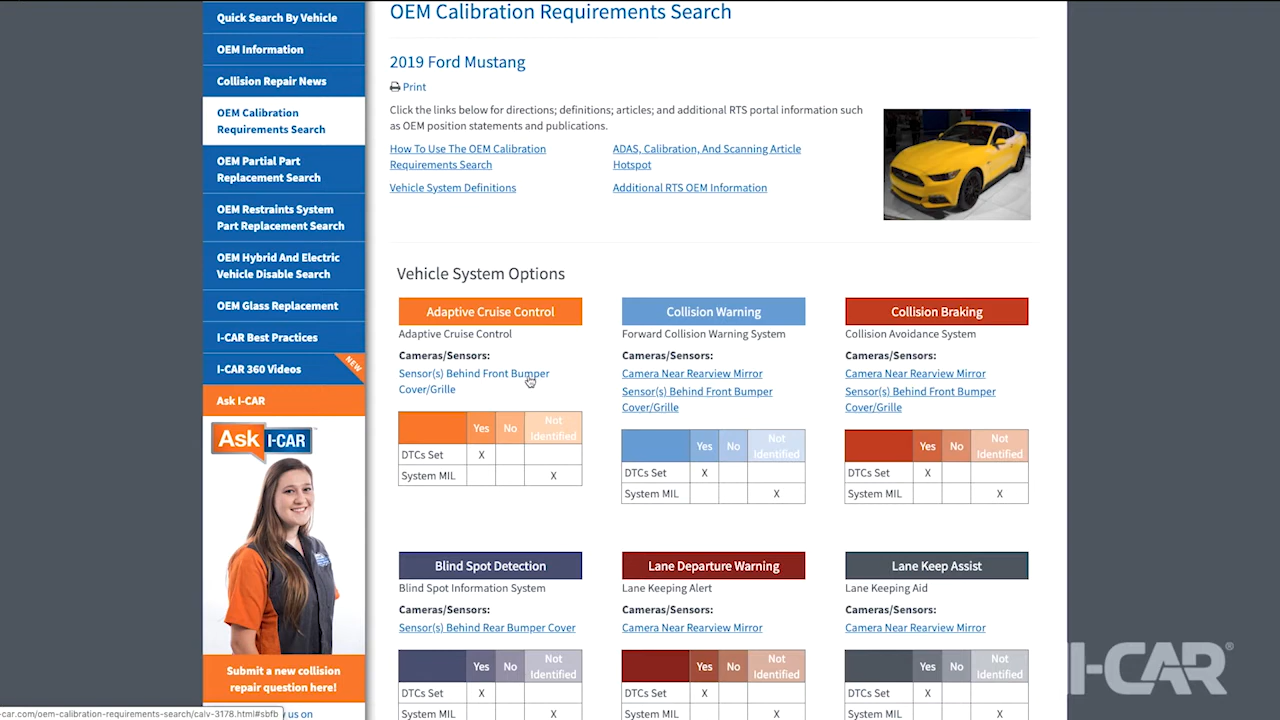 Quick Search By Vehicle
OEM Information
Collision Repair News
OEM Calibration
Requirements Search
OEM Partial Part
Replacement Search
OEM Restraints System
Part Replacement Search
OEM Hybrid And Electric
Vehicle Disable Search
OEM Glass Replacement
I-CAR Best Practices
I-CAR 360 Videos
NEW
Ask I-CAR
Ask I-CAR
Submit a new collision
repair question here!
us on
-car.com/oem-calibration-requirements-search/calv-3178.html#sbfb
OEM Calibration Requirements Search
2019 Ford Mustang
Print
Click the links below for directions; definitions; articles; and additional RTS portal information such
as OEM position statements and publications.
How To Use The OEM Calibration
Requirements Search
ADAS, Calibration, And Scanning Article
Hotspot
Vehicle System Definitions
Additional RTS OEM Information
Vehicle System Options
Adaptive Cruise Control
Adaptive Cruise Control
Cameras/Sensors:
Sensor(s) Behind Front Bumper
Cover/Grille
Yes No Not
Identified
DTCs Set X
System MIL X
Collision Warning
Forward Collision Warning System
Cameras/Sensors:
Camera Near Rearview Mirror
Sensor(s) Behind Front Bumper
Cover/Grille
Yes No Not
Identified
DTCs Set X
System MIL X
Collision Braking
Collision Avoidance System
Cameras/Sensors:
Camera Near Rearview Mirror
Sensor(s) Behind Front Bumper
Cover/Grille
Yes No Not
Identified
DTCs Set X
System MIL X
Blind Spot Detection
Blind Spot Information System
Cameras/Sensors:
Sensor(s) Behind Rear Bumper Cover
Yes No Not
Identified
DTCs Set X
System MIL X
Lane Departure Warning
Lane Keeping Alert
Cameras/Sensors:
Camera Near Rearview Mirror
Yes No Not
Identified
DTCs Set X
System MIL X
Lane Keep Assist
Lane Keeping Aid
Cameras/Sensors:
Camera Near Rearview Mirror
Yes No Not
Identified
DTCs Set X
System MIL X
I-CAR®